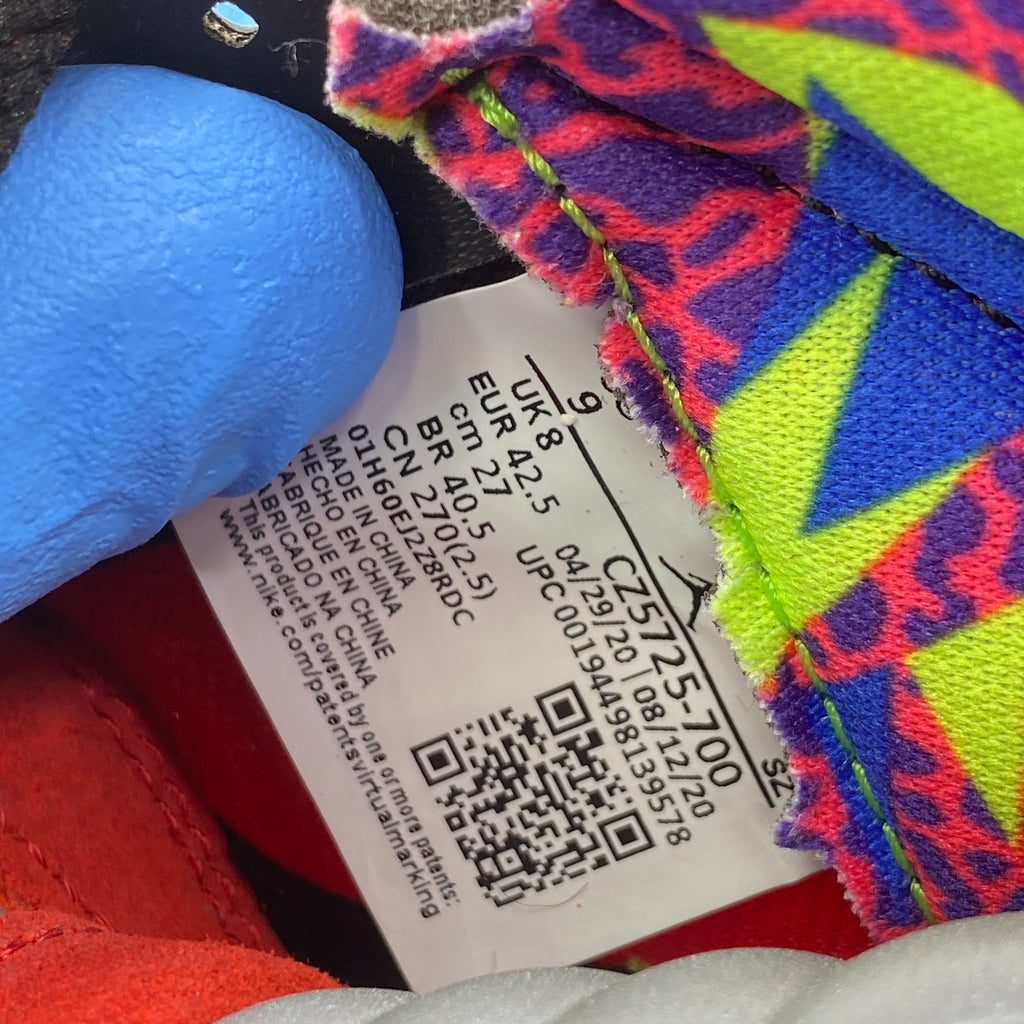 9
UK 8
EUR 42.5
cm 27
BR 40.5
CN 270(2.5)
01H60EJ2Z8RDC
MADE IN CHINA
HECHO EN CHINA
FABRIQUE EN CHINE
FABRICADO NA CHINA
This product is covered by one or more patents:
www.nike.com/patentsvirtualmarking
SZ
CZ5725-700
04/29/20 | 08/12/20
UPC 00194498139578